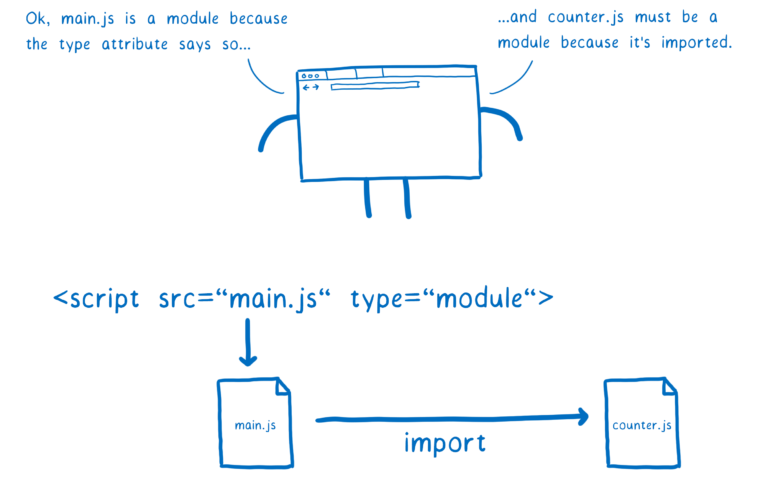 Ok, main.js is a module because
the type attribute says so...
...and counter.js must be a
module because it's imported.
<script src=“main.js“ type=“module“>
main.js
import
counter.js